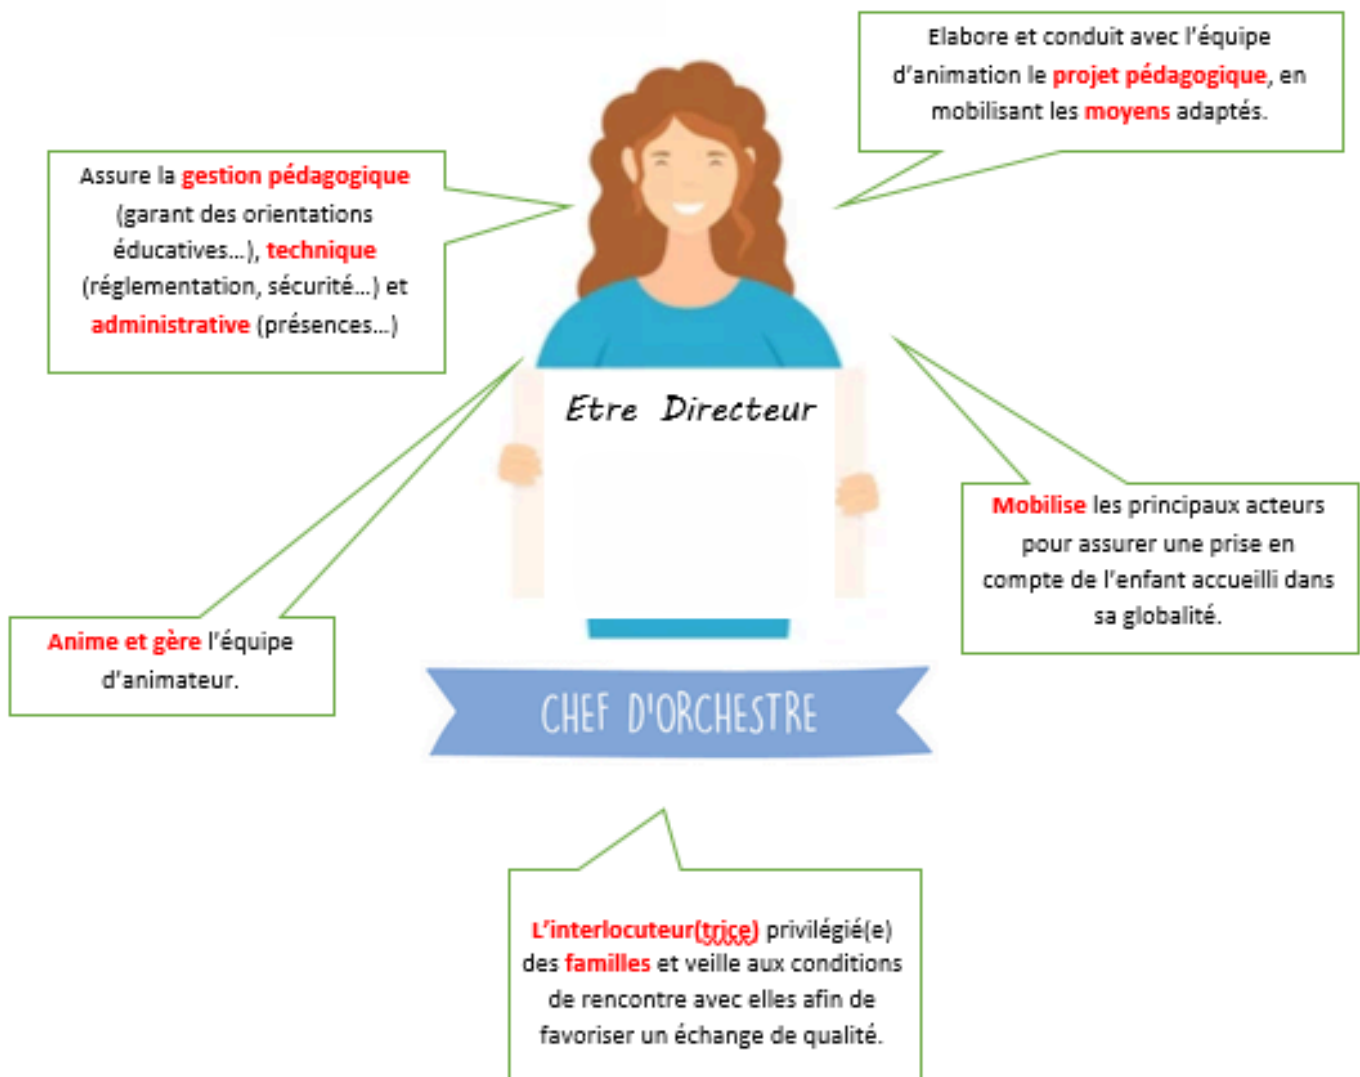 Elabore et conduit avec l'équipe
d'animation le projet pédagogique, en
mobilisant les moyens adaptés.
Assure la gestion pédagogique
(garant des orientations
éducatives…), technique
(réglementation, sécurité…) et
administrative (présences…)
Etre Directeur
Mobilise les principaux acteurs
pour assurer une prise en
compte de l'enfant accueilli dans
sa globalité.
Anime et gère l'équipe
d'animateur.
CHEF D'ORCHESTRE
L'interlocuteur(trice) privilégié(e)
des familles et veille aux conditions
de rencontre avec elles afin de
favoriser un échange de qualité.